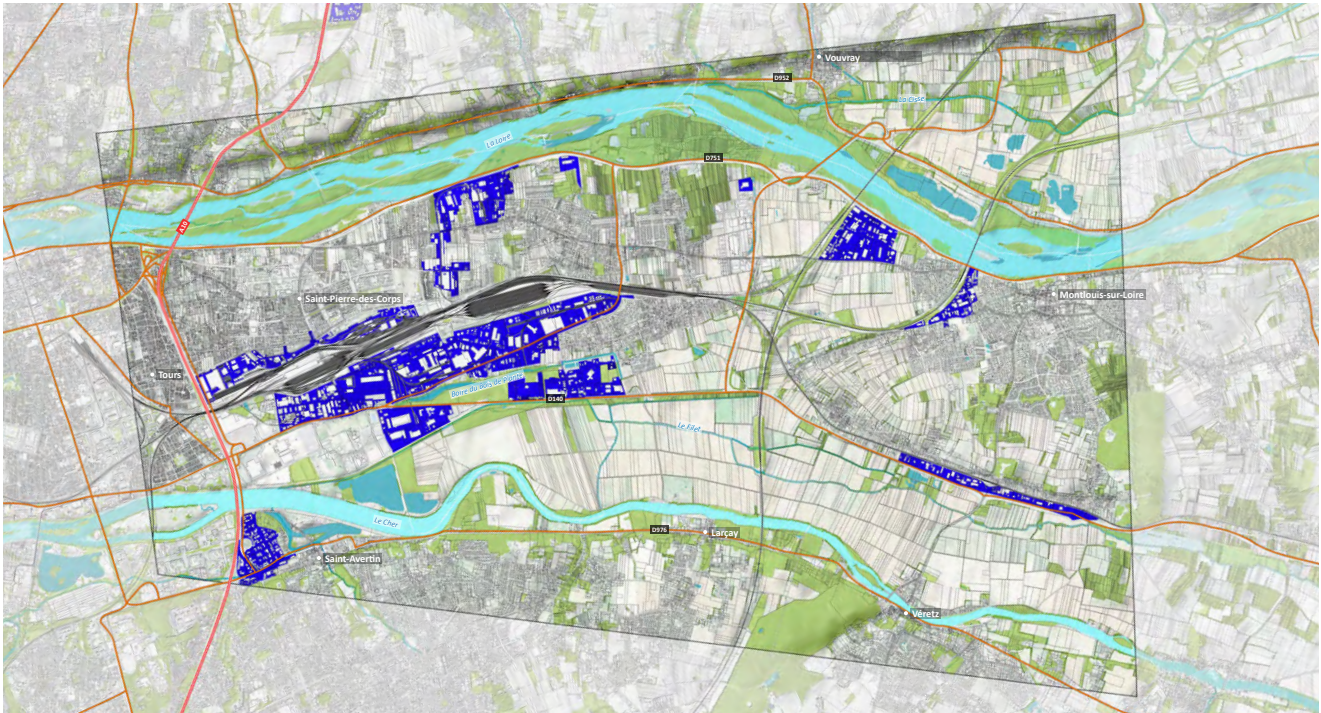 Vouvray
D952
La Cisse
La Loire
D751
A10
Saint-Pierre-des-Corps
Montlouis-sur-Loire
Tours
Boire du Bois de Plante
D140
Le Filet
Le Cher
D976
Larçay
Saint-Avertin
Véretz